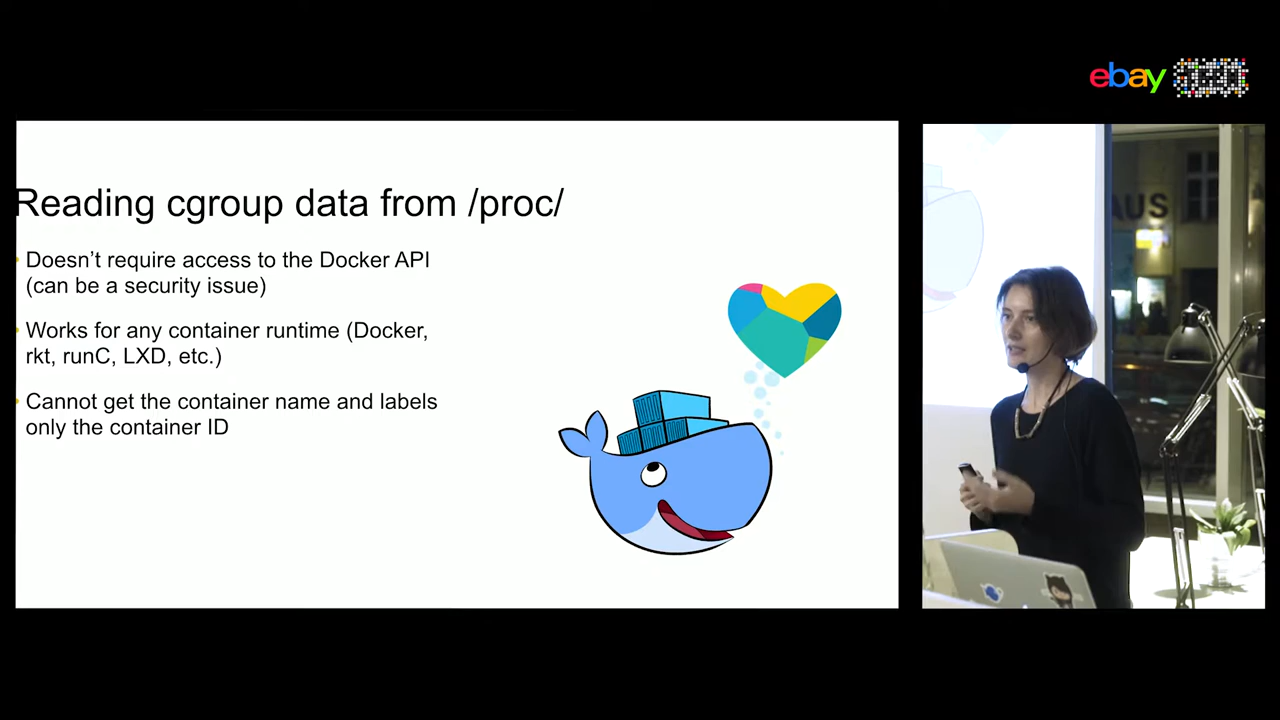 ebay
Reading cgroup data from /proc/
Doesn’t require access to the Docker API
(can be a security issue)
Works for any container runtime (Docker,
rkt, runC, LXD, etc.)
Cannot get the container name and labels
only the container ID
AUS